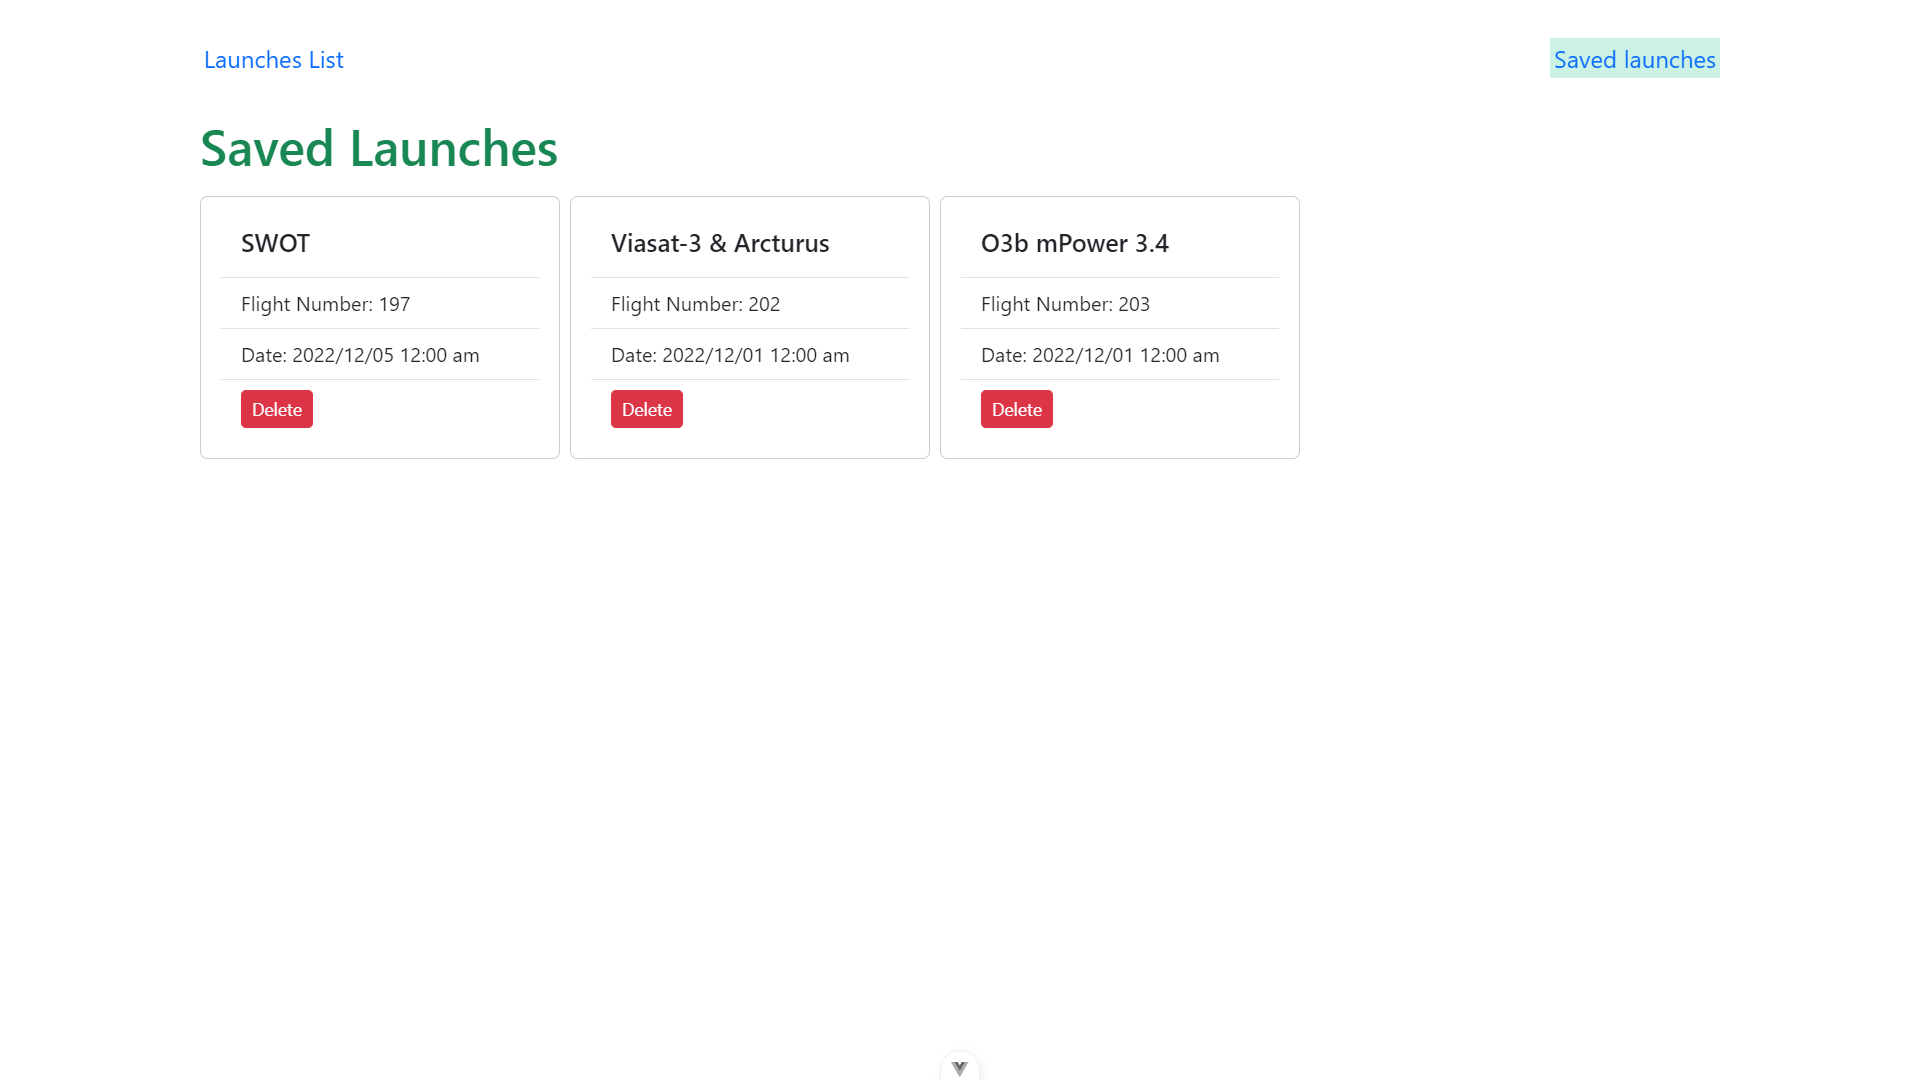 Launches List
Saved launches
Saved Launches
SWOT
Flight Number: 197
Date: 2022/12/05 12:00 am
Delete
Viasat-3 & Arcturus
Flight Number: 202
Date: 2022/12/01 12:00 am
Delete
O3b mPower 3.4
Flight Number: 203
Date: 2022/12/01 12:00 am
Delete